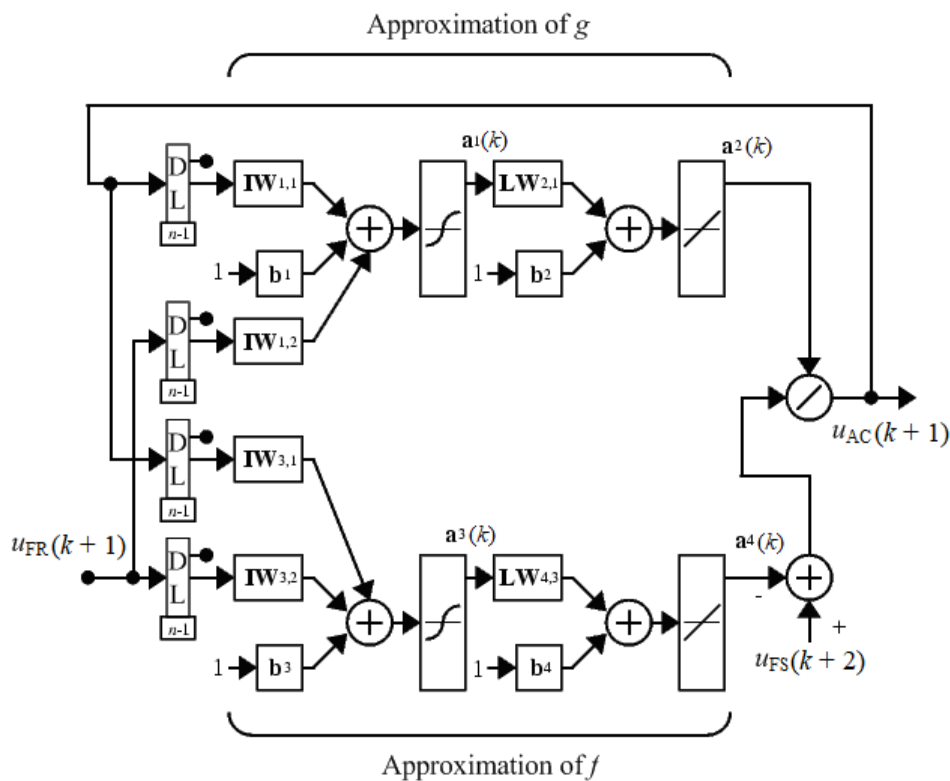 Approximation of g
a1(k)
a2(k)
D
L
n-1
IW1,1
LW2,1
1
b1
1
b2
D
L
n-1
IW1,2
uAC(k + 1)
D
L
n-1
IW3,1
uFR(k + 1)
a3(k)
a4(k)
D
L
n-1
IW3,2
LW4,3
-
+
1
b3
1
b4
uFS(k + 2)
Approximation of f